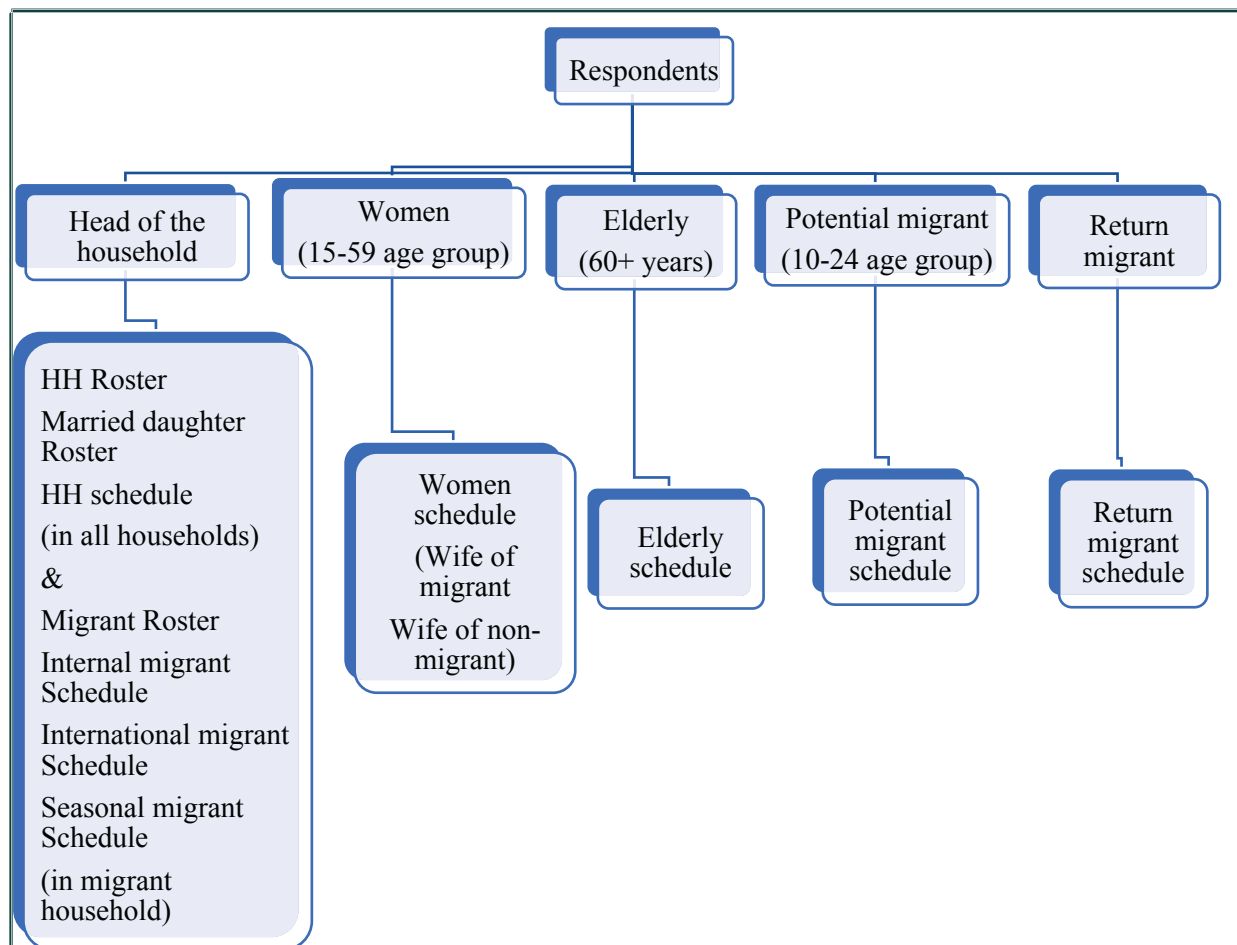 Respondents
Head of the
household
Women
(15-59 age group)
Elderly
(60+ years)
Potential migrant
(10-24 age group)
Return
migrant
HH Roster
Married daughter
Roster
HH schedule
(in all households)
&
Migrant Roster
Internal migrant
Schedule
International migrant
Schedule
Seasonal migrant
Schedule
(in migrant
household)
Women
schedule
(Wife of
migrant
Wife of non-
migrant)
Elderly
schedule
Potential
migrant
schedule
Return
migrant
schedule